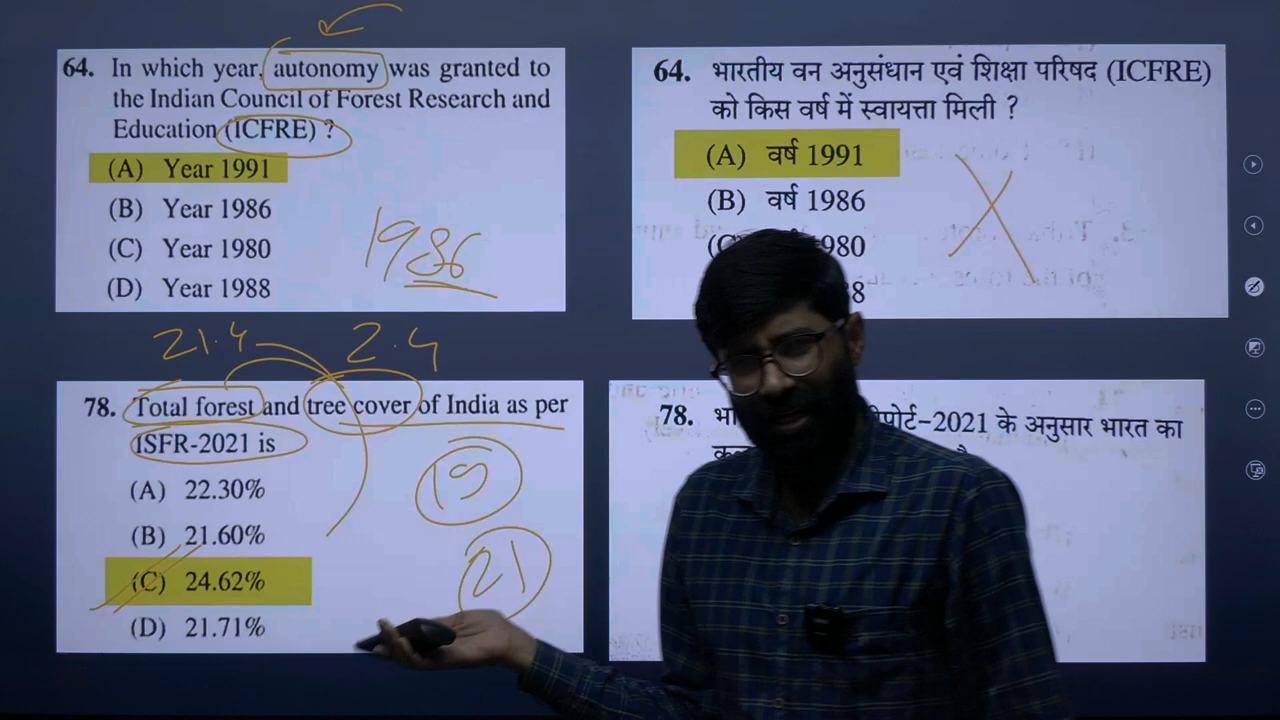 64. In which year, autonomy was granted to
the Indian Council of Forest Research and
Education (ICFRE) ?
(A) Year 1991
(B) Year 1986
(C) Year 1980
(D) Year 1988
1986
64. भारतीय वन अनुसंधान एवं शिक्षा परिषद (ICFRE)
को किस वर्ष में स्वायत्ता मिली ?
(A) वर्ष 1991
(B) वर्ष 1986
980
21.4
2.4
78. Total forest and tree cover of India as per
ISFR-2021 is
(A) 22.30%
(B) 21.60%
(C) 24.62%
(D) 21.71%
19
21
78.
-2021 के अनुसार भारत का